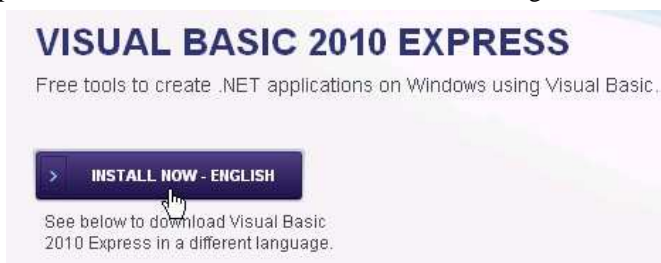 VISUAL BASIC 2010 EXPRESS
Free tools to create .NET applications on Windows using Visual Basic.
> INSTALL NOW - ENGLISH
See below to download Visual Basic
2010 Express in a different language.